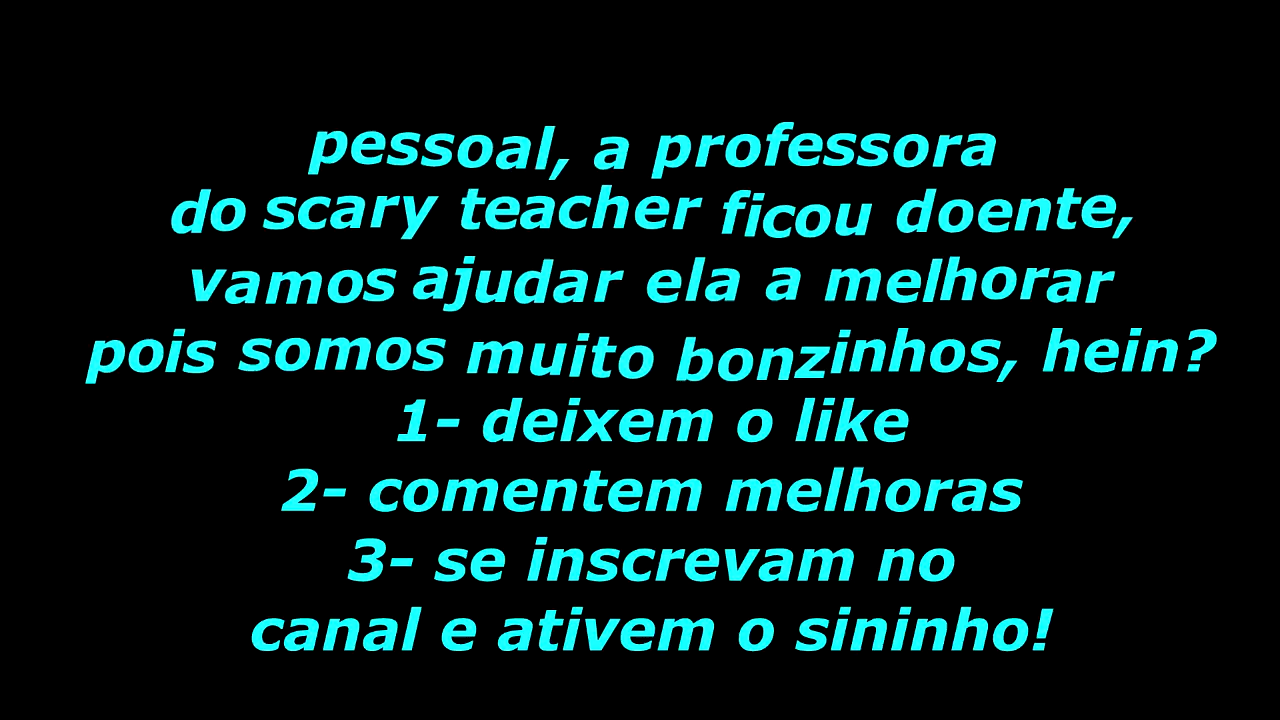 pessoal, a professora
do scary teacher ficou doente,
vamos ajudar ela a melhorar
pois somos muito bonzinhos, hein?
1- deixem o like
2- comentem melhoras
3- se inscrevam no
canal e ativem o sininho!